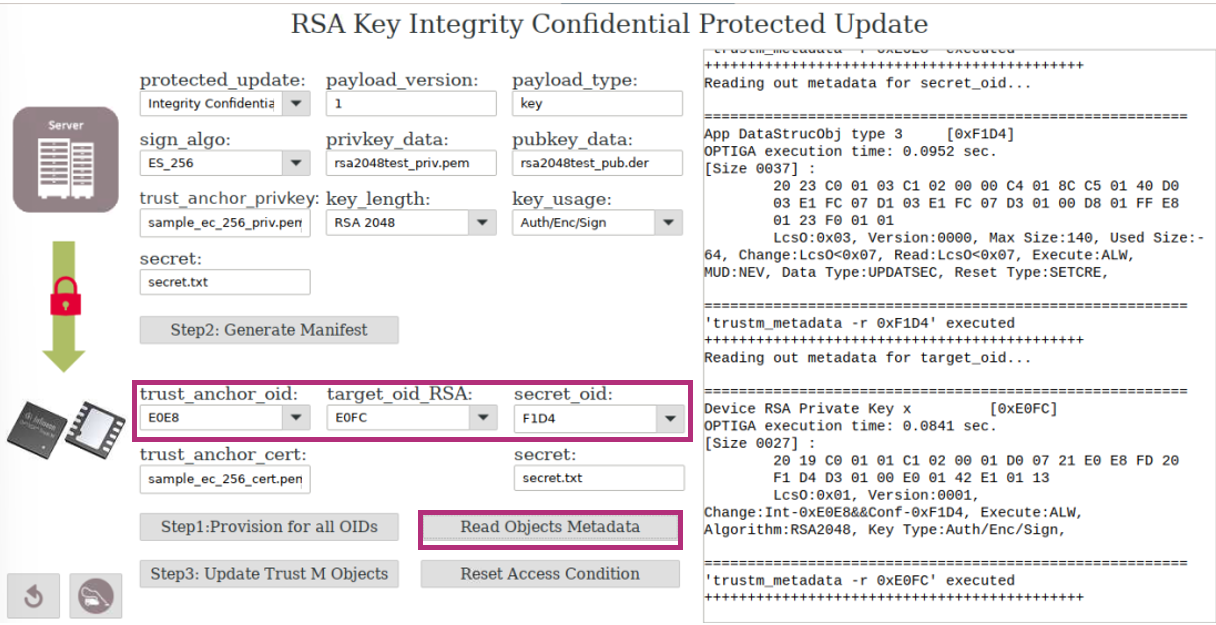 RSA Key Integrity Confidential Protected Update
protected_update: payload_version: payload_type:
Integrity Confidentia 1 key
Server
sign_algo: privkey_data: pubkey_data:
ES_256 rsa2048test_priv.pem rsa2048test_pub.der
trust_anchor_privkey: key_length: key_usage:
sample_ec_256_priv.pem RSA 2048 Auth/Enc/Sign
secret:
secret.txt
Step2: Generate Manifest
trust_anchor_oid: target_oid_RSA: secret_oid:
E0E8 E0FC F1D4
trust_anchor_cert: secret:
sample_ec_256_cert.pem secret.txt
Step1:Provision for all OIDs Read Objects Metadata
Step3: Update Trust M Objects Reset Access Condition
'trustm_metadata -r 0xE0E8' executed
++++++++++++++++++++++++++++++++++++++++++++
Reading out metadata for secret_oid...
========================================================
App DataStrucObj type 3 [0xF1D4]
OPTIGA execution time: 0.0952 sec.
[Size 0037] :
20 23 C0 01 03 C1 02 00 00 C4 01 8C C5 01 40 D0
03 E1 FC 07 D1 03 E1 FC 07 D3 01 00 D8 01 FF E8
01 23 F0 01 01
LcsO:0x03, Version:0000, Max Size:140, Used Size:-
64, Change:LcsO<0x07, Read:LcsO<0x07, Execute:ALW,
MUD:NEV, Data Type:UPDATSEC, Reset Type:SETCRE,
========================================================
'trustm_metadata -r 0xF1D4' executed
++++++++++++++++++++++++++++++++++++++++++++
Reading out metadata for target_oid...
========================================================
Device RSA Private Key x [0xE0FC]
OPTIGA execution time: 0.0841 sec.
[Size 0027] :
20 19 C0 01 01 C1 02 00 01 D0 07 21 E0 E8 FD 20
F1 D4 D3 01 00 E0 01 42 E1 01 13
LcsO:0x01, Version:0001,
Change:Int-0xE0E8&&Conf-0xF1D4, Execute:ALW,
Algorithm:RSA2048, Key Type:Auth/Enc/Sign,
========================================================
'trustm_metadata -r 0xE0FC' executed
++++++++++++++++++++++++++++++++++++++++++++